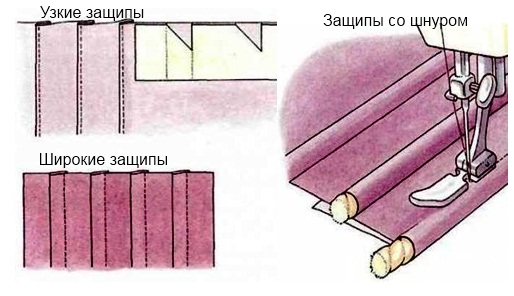 Узкие защипы
Защипы со шнуром
Широкие защипы